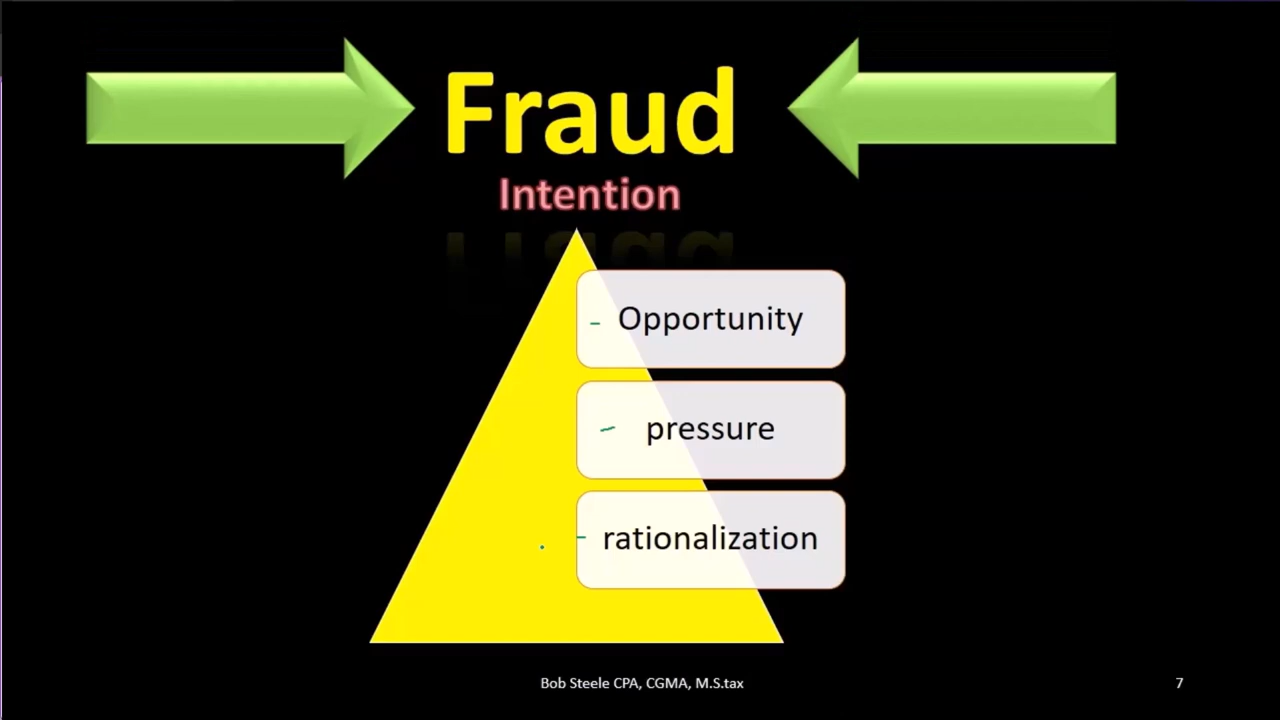 Fraud
Intention
Opportunity
pressure
rationalization
Bob Steele CPA, CGMA, M.S.tax
7